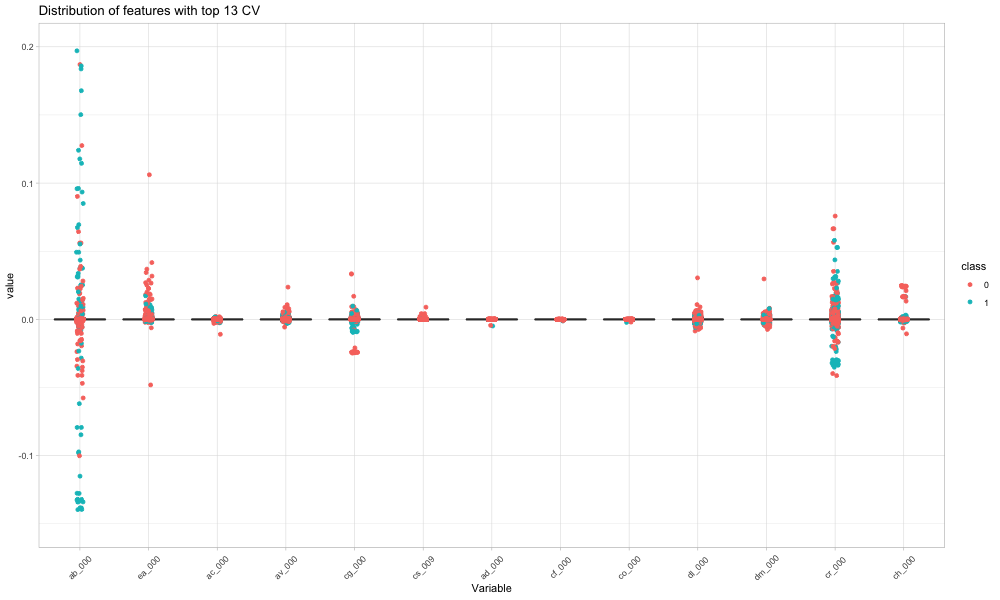 Distribution of features with top 13 CV
0.2
0.1
0.0
-0.1
value
ab_000 ea_000 ac_000 av_000 cg_000 cs_009 ad_000 cf_000 co_000 dl_000 dm_000 cr_000 ch_000
Variable
class
0
1